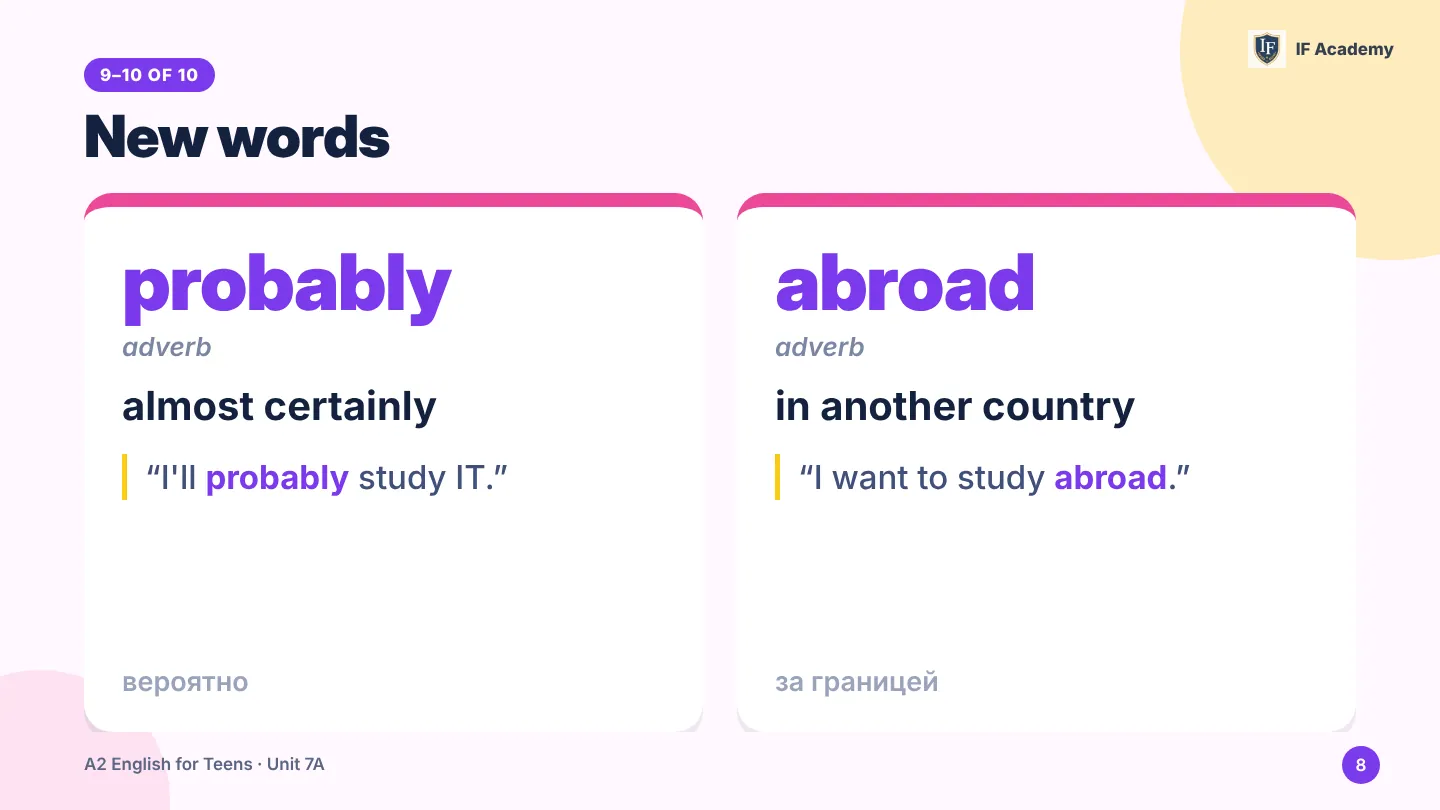 IF Academy
9–10 OF 10
New words
probably
adverb
almost certainly
“I'll probably study IT.”
вероятно
abroad
adverb
in another country
“I want to study abroad.”
за границей
A2 English for Teens · Unit 7A
8